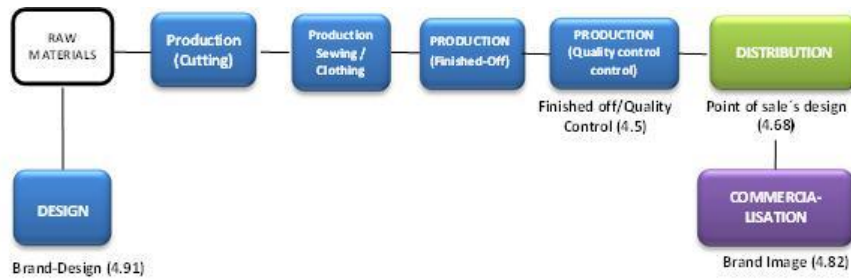 RAW
MATERIALS
Production
(Cutting)
Production
Sewing /
Clothing
PRODUCTION
(Finished-Off)
PRODUCTION
(Quality control
control)
DISTRIBUTION
Finished off/Quality
Control (4.5)
Point of sale´s design
(4.68)
DESIGN
COMMERCIA-
LISATION
Brand-Design (4.91)
Brand Image (4.82)